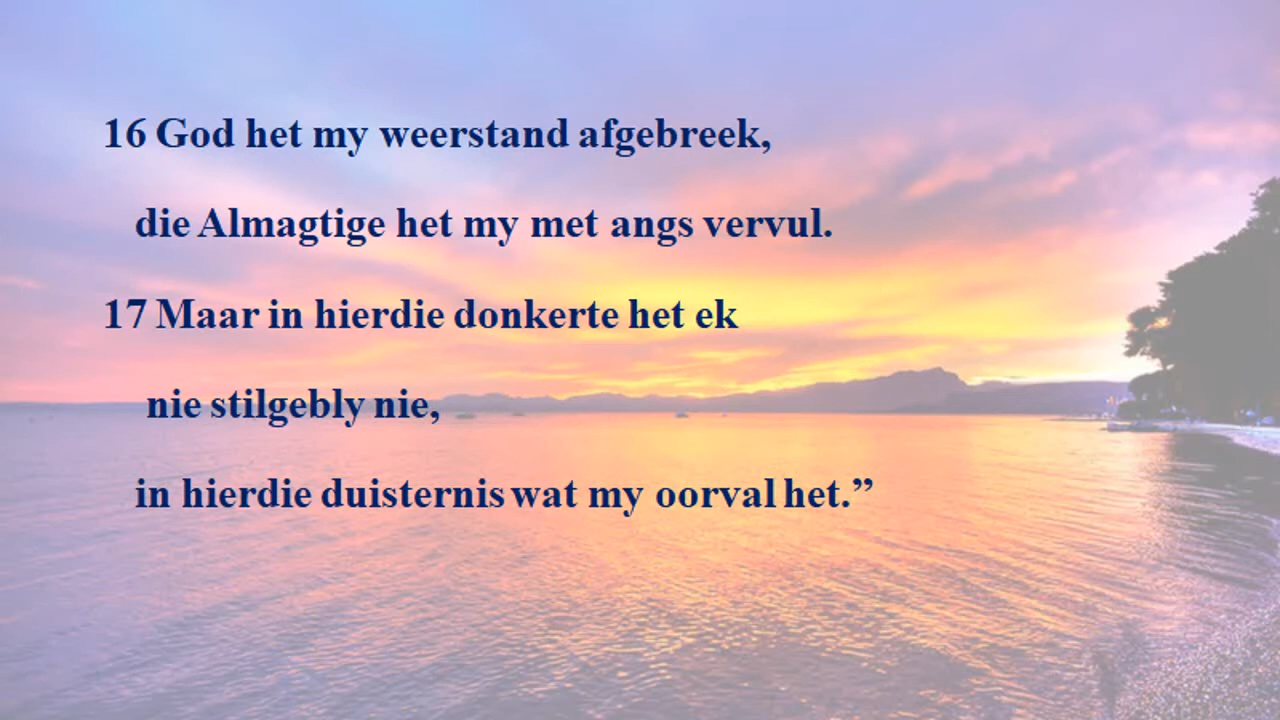 16 God het my weerstand afgebreek,
die Almagtige het my met angs vervul.
17 Maar in hierdie donkerte het ek
nie stilgebly nie,
in hierdie duisternis wat my oorval het.”